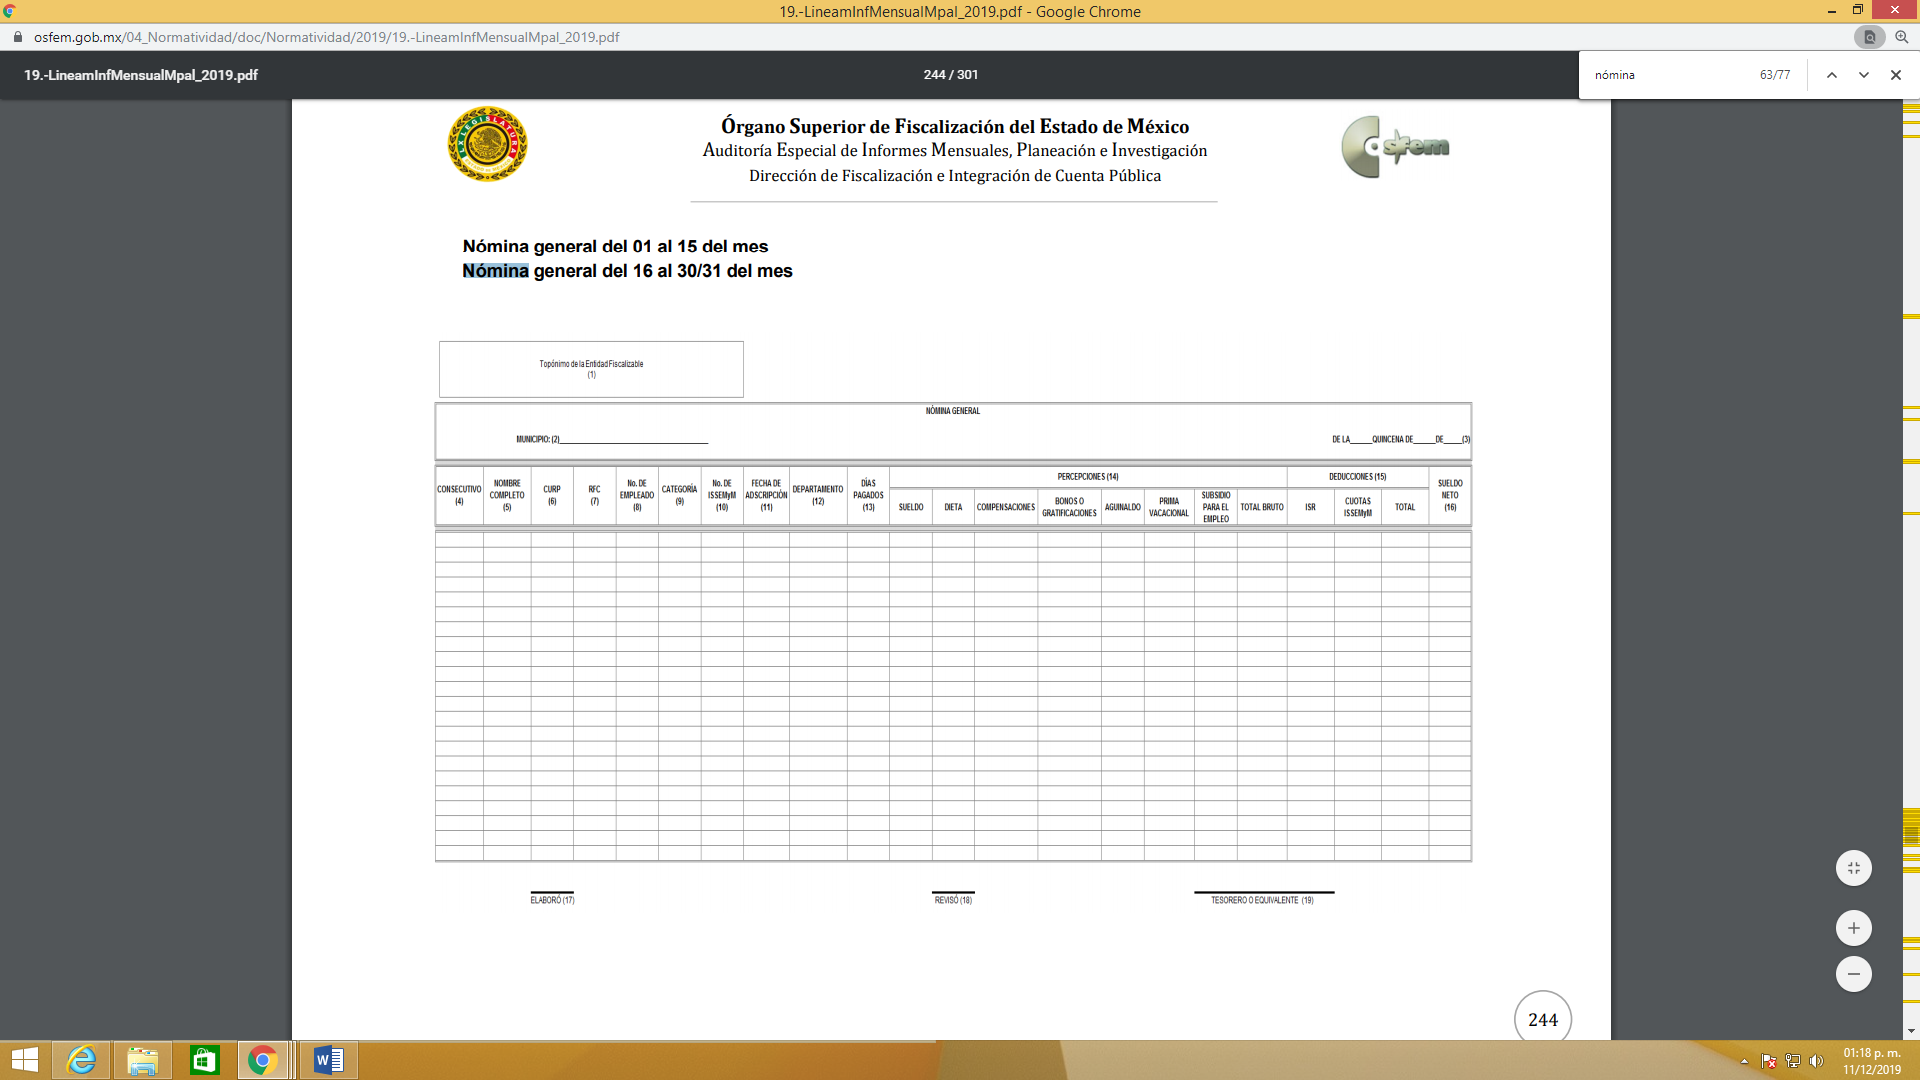 19.-LineamInfMensualMpal_2019.pdf - Google Chrome
osfem.gob.mx/04_Normatividad/doc/Normatividad/2019/19.-LineamInfMensualMpal_2019.pdf
19.-LineamInfMensualMpal_2019.pdf
244 / 301
nómina
63/77
LEGISLATURA
Órgano Superior de Fiscalización del Estado de México
Auditoría Especial de Informes Mensuales, Planeación e Investigación
Dirección de Fiscalización e Integración de Cuenta Pública
osfem
Nómina general del 01 al 15 del mes
Nómina general del 16 al 30/31 del mes
Topónimo de la Entidad Fiscalizable
(1)
NÓMINA GENERAL
MUNICIPIO: (2)
DE LA_____QUINCENA DE_____DE____(3)
CONSECUTIVO
(4)
NOMBRE
COMPLETO
(5)
CURP
(6)
RFC
(7)
No. DE
EMPLEADO
(8)
CATEGORÍA
(9)
No. DE
ISSEMyM
(10)
FECHA DE
ADSCRIPCIÓN
(11)
DEPARTAMENTO
(12)
DÍAS
PAGADOS
(13)
PERCEPCIONES (14)
SUELDO
DIETA
COMPENSACIONES
BONOS O
GRATIFICACIONES
AGUINALDO
PRIMA
VACACIONAL
SUBSIDIO
PARA EL
EMPLEO
TOTAL BRUTO
DEDUCCIONES (15)
ISR
CUOTAS
ISSEMyM
TOTAL
SUELDO
NETO
(16)
ELABORÓ (17)
REVISÓ (18)
TESORERO O EQUIVALENTE (19)
244
01:18 p. m.
11/12/2019